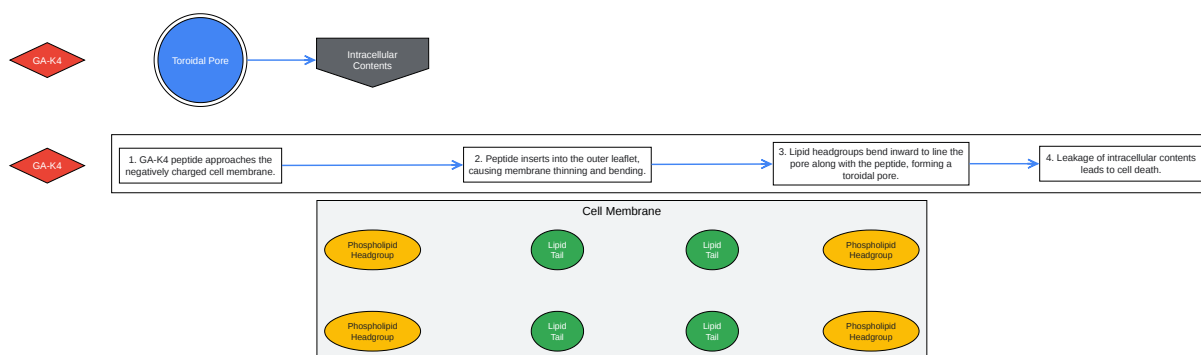 GA-K4
Toroidal Pore
Intracellular
Contents
GA-K4
1. GA-K4 peptide approaches the
negatively charged cell membrane.
2. Peptide inserts into the outer leaflet,
causing membrane thinning and bending.
3. Lipid headgroups bend inward to line the
pore along with the peptide, forming a
toroidal pore.
4. Leakage of intracellular contents
leads to cell death.
Cell Membrane
Phospholipid
Headgroup
Lipid
Tail
Lipid
Tail
Phospholipid
Headgroup
Phospholipid
Headgroup
Lipid
Tail
Lipid
Tail
Phospholipid
Headgroup